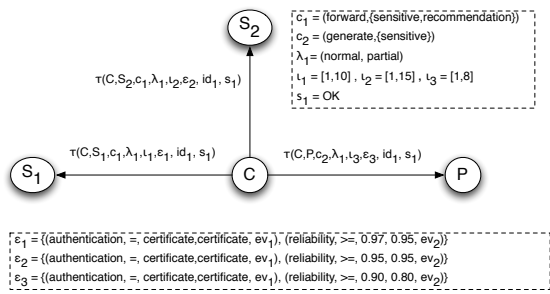 S2
c1 = (forward,{sensitive,recommendation})
c2 = (generate,{sensitive})
λ1= (normal, partial)
ι1 = [1,10] , ι2 = [1,15] , ι3 = [1,8]
s1 = OK
τ(C,S2,c1,λ1,ι2,ε2, id1, s1)
τ(C,S1,c1,λ1,ι1,ε1, id1, s1)
τ(C,P,c2,λ1,ι3,ε3, id1, s1)
S1
C
P
ε1 = {(authentication, =, certificate,certificate, ev1), (reliability, >=, 0.97, 0.95, ev2)}
ε2 = {(authentication, =, certificate,certificate, ev1), (reliability, >=, 0.95, 0.95, ev2)}
ε3 = {(authentication, =, certificate,certificate, ev1), (reliability, >=, 0.90, 0.80, ev2)}